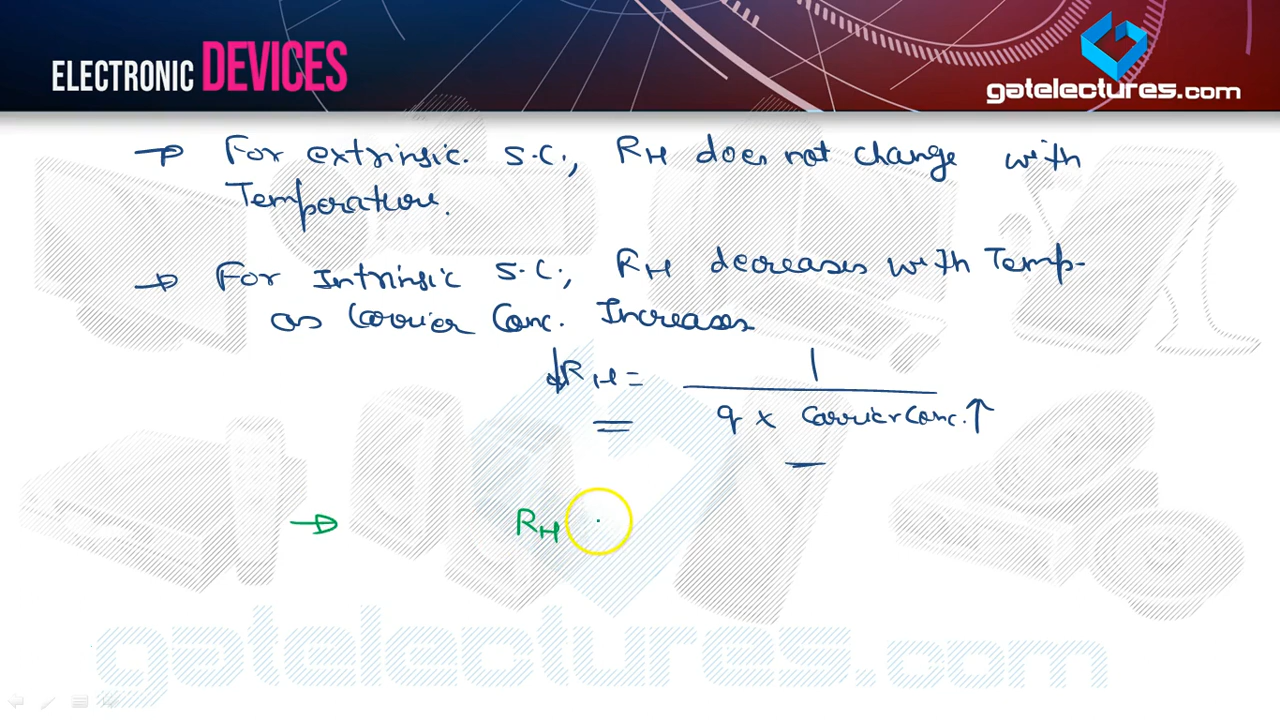 ELECTRONIC DEVICES
gatelectures.com
→ For extrinsic. S.C., RH does not change with
Temperature.
→ For Intrinsic S.C., RH decreases with Temp-
as Carrier Conc. Increases
↓RH = 1
q x Carrier Conc. ↑
→ RH
gatelectures.com